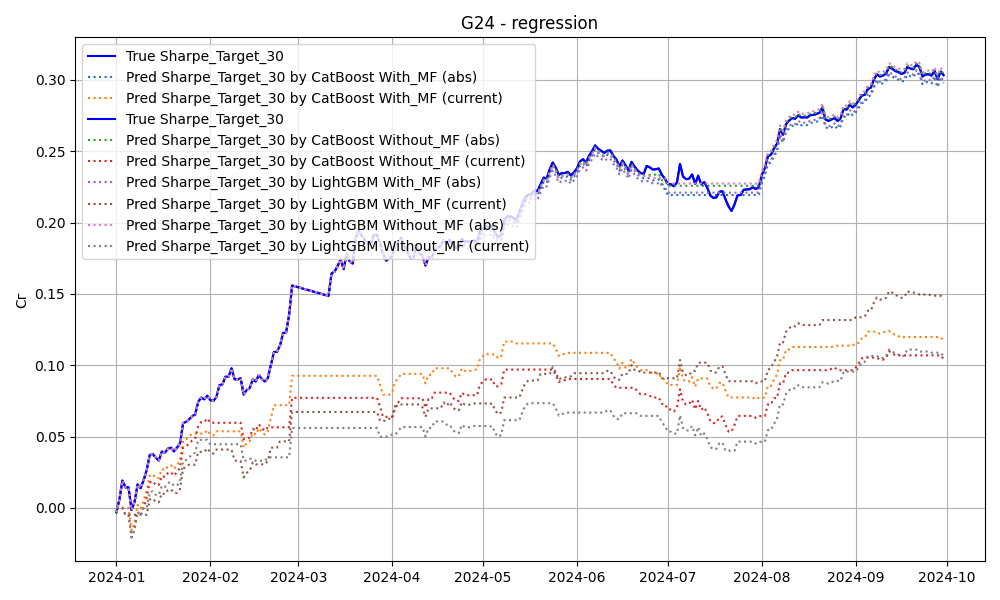 G24 - regression
True Sharpe_Target_30
Pred Sharpe_Target_30 by CatBoost With_MF (abs)
Pred Sharpe_Target_30 by CatBoost With_MF (current)
True Sharpe_Target_30
Pred Sharpe_Target_30 by CatBoost Without_MF (abs)
Pred Sharpe_Target_30 by CatBoost Without_MF (current)
Pred Sharpe_Target_30 by LightGBM With_MF (abs)
Pred Sharpe_Target_30 by LightGBM With_MF (current)
Pred Sharpe_Target_30 by LightGBM Without_MF (abs)
Pred Sharpe_Target_30 by LightGBM Without_MF (current)
Cr
0.30
0.25
0.20
0.15
0.10
0.05
0.00
2024-01 2024-02 2024-03 2024-04 2024-05 2024-06 2024-07 2024-08 2024-09 2024-10